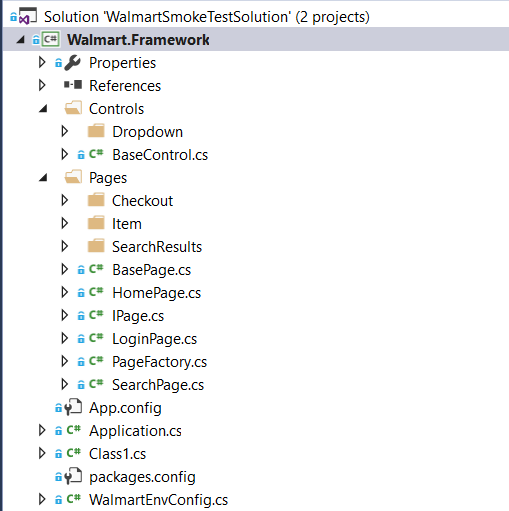 Solution 'WalmartSmokeTestSolution' (2 projects)
C# Walmart.Framework
Properties
References
Controls
Dropdown
C# BaseControl.cs
Pages
Checkout
Item
SearchResults
C# BasePage.cs
C# HomePage.cs
C# IPage.cs
C# LoginPage.cs
C# PageFactory.cs
C# SearchPage.cs
App.config
C# Application.cs
C# Class1.cs
packages.config
C# WalmartEnvConfig.cs